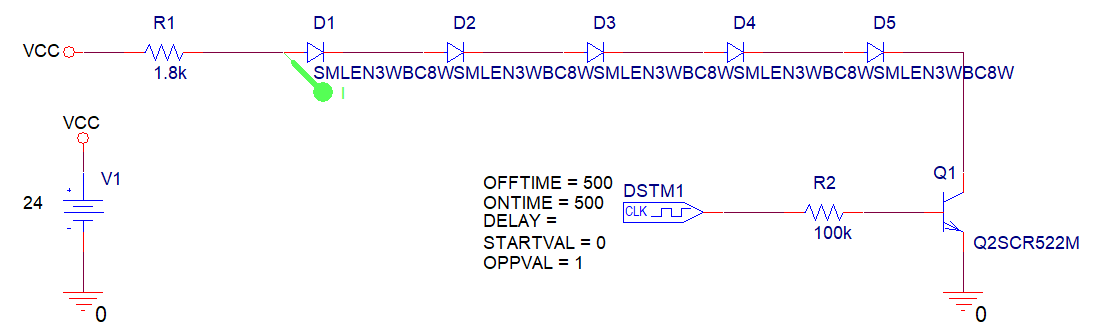 R1 D1 D2 D3 D4 D5
VCC
1.8k SMLEN3WBC8WSMLEN3WBC8WSMLEN3WBC8WSMLEN3WBC8WSMLEN3WBC8W
I
VCC
V1
24
+
-
0
OFFTIME = 500
ONTIME = 500
DELAY =
STARTVAL = 0
OPPVAL = 1
DSTM1
CLK
R2
100k
Q1
Q2SCR522M
0